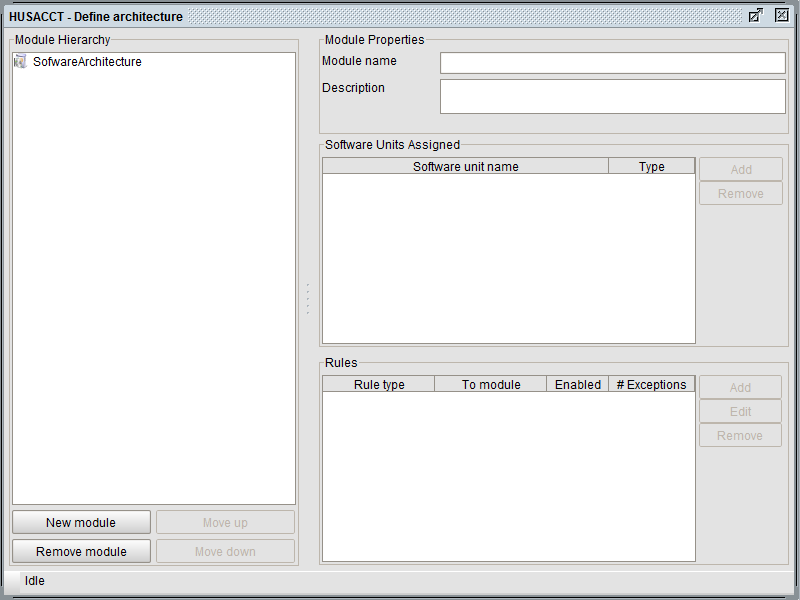 HUSACCT - Define architecture
Module Hierarchy
SofwareArchitecture
New module
Move up
Remove module
Move down
Module Properties
Module name
Description
Software Units Assigned
Software unit name
Type
Add
Remove
Rules
Rule type
To module
Enabled
# Exceptions
Add
Edit
Remove
Idle